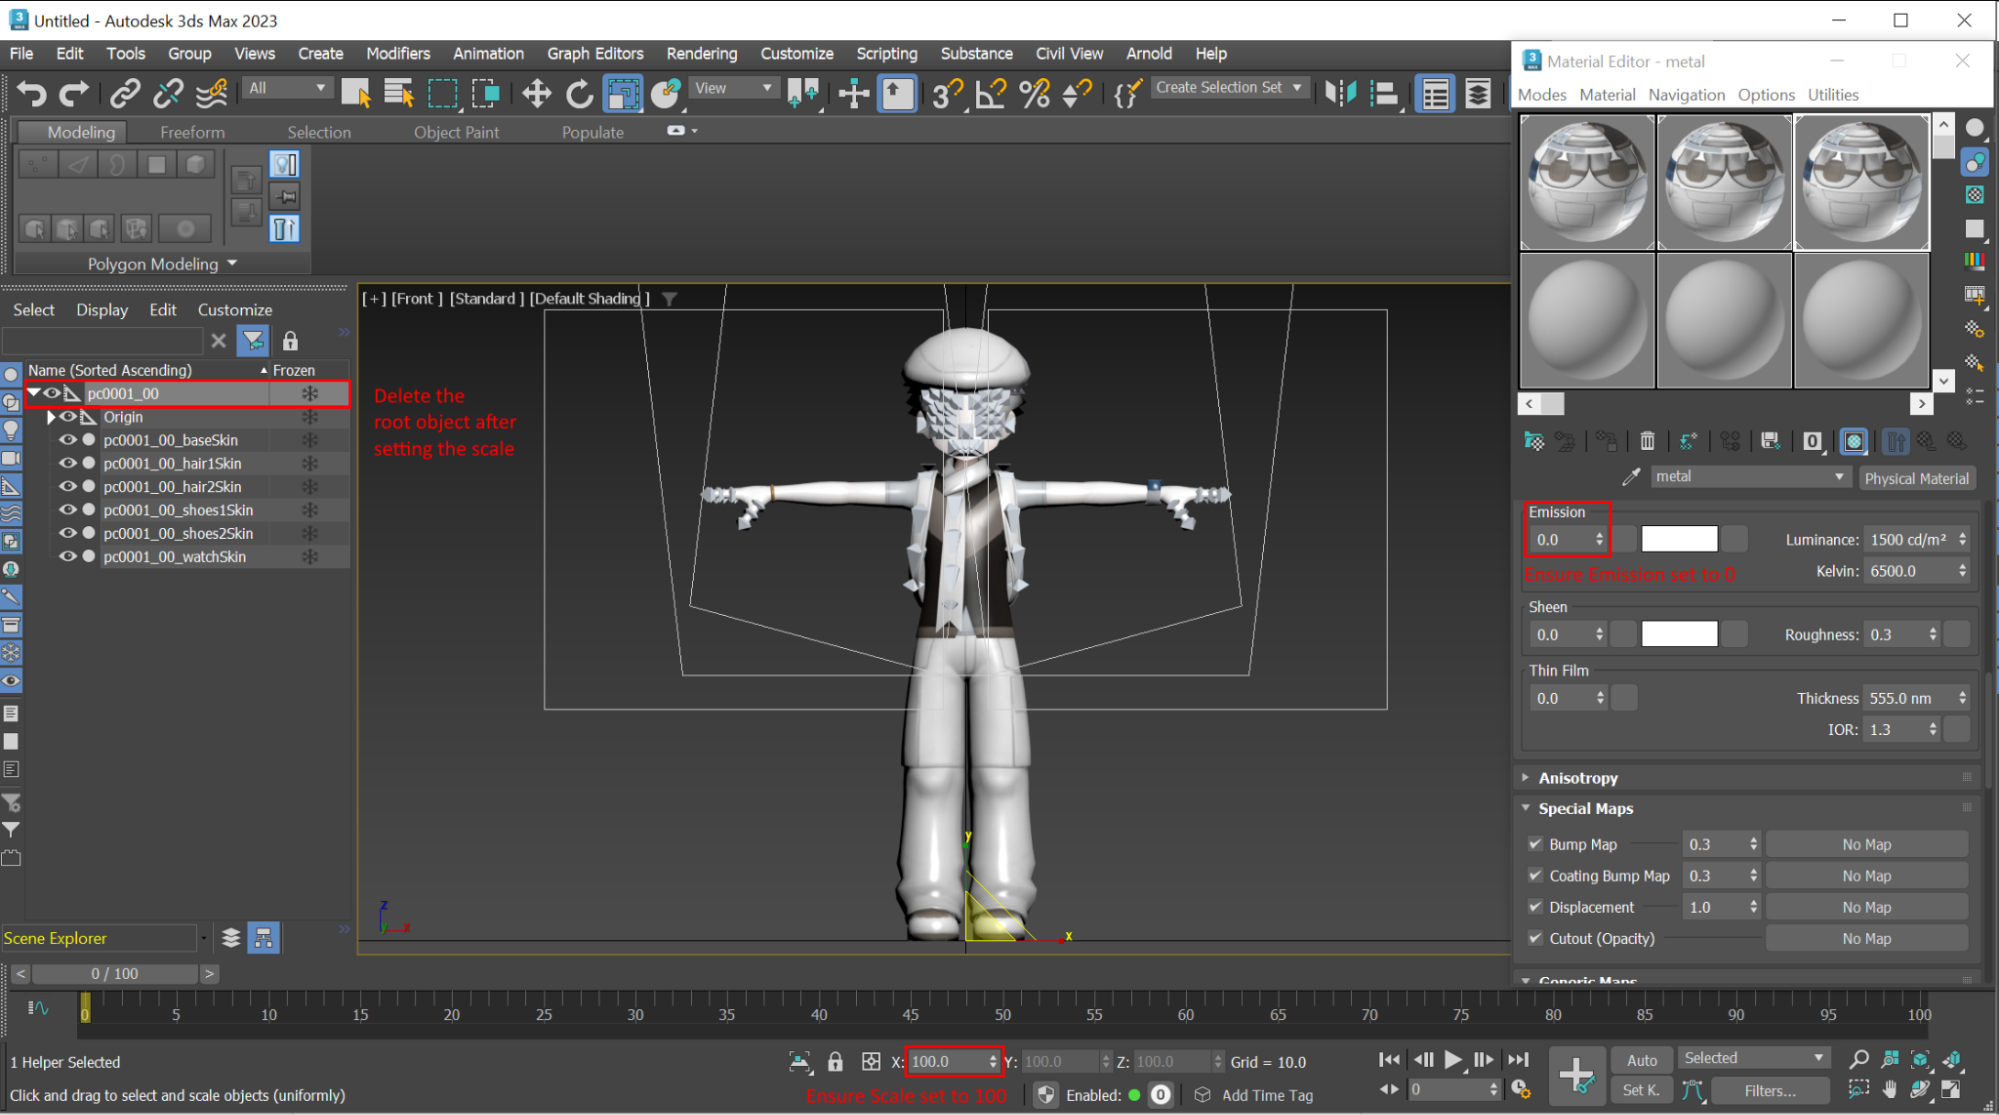 Untitled - Autodesk 3ds Max 2023
File Edit Tools Group Views Create Modifiers Animation Graph Editors Rendering Customize Scripting Substance Civil View Arnold Help
All
View
Create Selection Set
Modeling Freeform Selection Object Paint Populate
Polygon Modeling
Select Display Edit Customize
Name (Sorted Ascending) Frozen
pc0001_00
Origin
pc0001_00_baseSkin
pc0001_00_hair1Skin
pc0001_00_hair2Skin
pc0001_00_shoes1Skin
pc0001_00_shoes2Skin
pc0001_00_watchSkin
Scene Explorer
[+] [Front ] [Standard ] [Default Shading ]
Delete the
root object after
setting the scale
y
x
z
x
Material Editor - metal
Modes Material Navigation Options Utilities
0
metal
Physical Material
Emission
0.0
Luminance: 1500 cd/m²
Ensure Emission set to 0
Kelvin: 6500.0
Sheen
0.0
Roughness: 0.3
Thin Film
0.0
Thickness 555.0 nm
IOR: 1.3
Anisotropy
Special Maps
Bump Map 0.3 No Map
Coating Bump Map 0.3 No Map
Displacement 1.0 No Map
Cutout (Opacity) No Map
Generic Maps
< 0 / 100 >
0 5 10 15 20 25 30 35 40 45 50 55 60 65 70 75 80 85 90 95 100
1 Helper Selected
X: 100.0 Y: 100.0 Z: 100.0 Grid = 10.0
Auto Selected
Click and drag to select and scale objects (uniformly)
Ensure Scale set to 100
Enabled: 0 Add Time Tag
0
Set K. Filters...